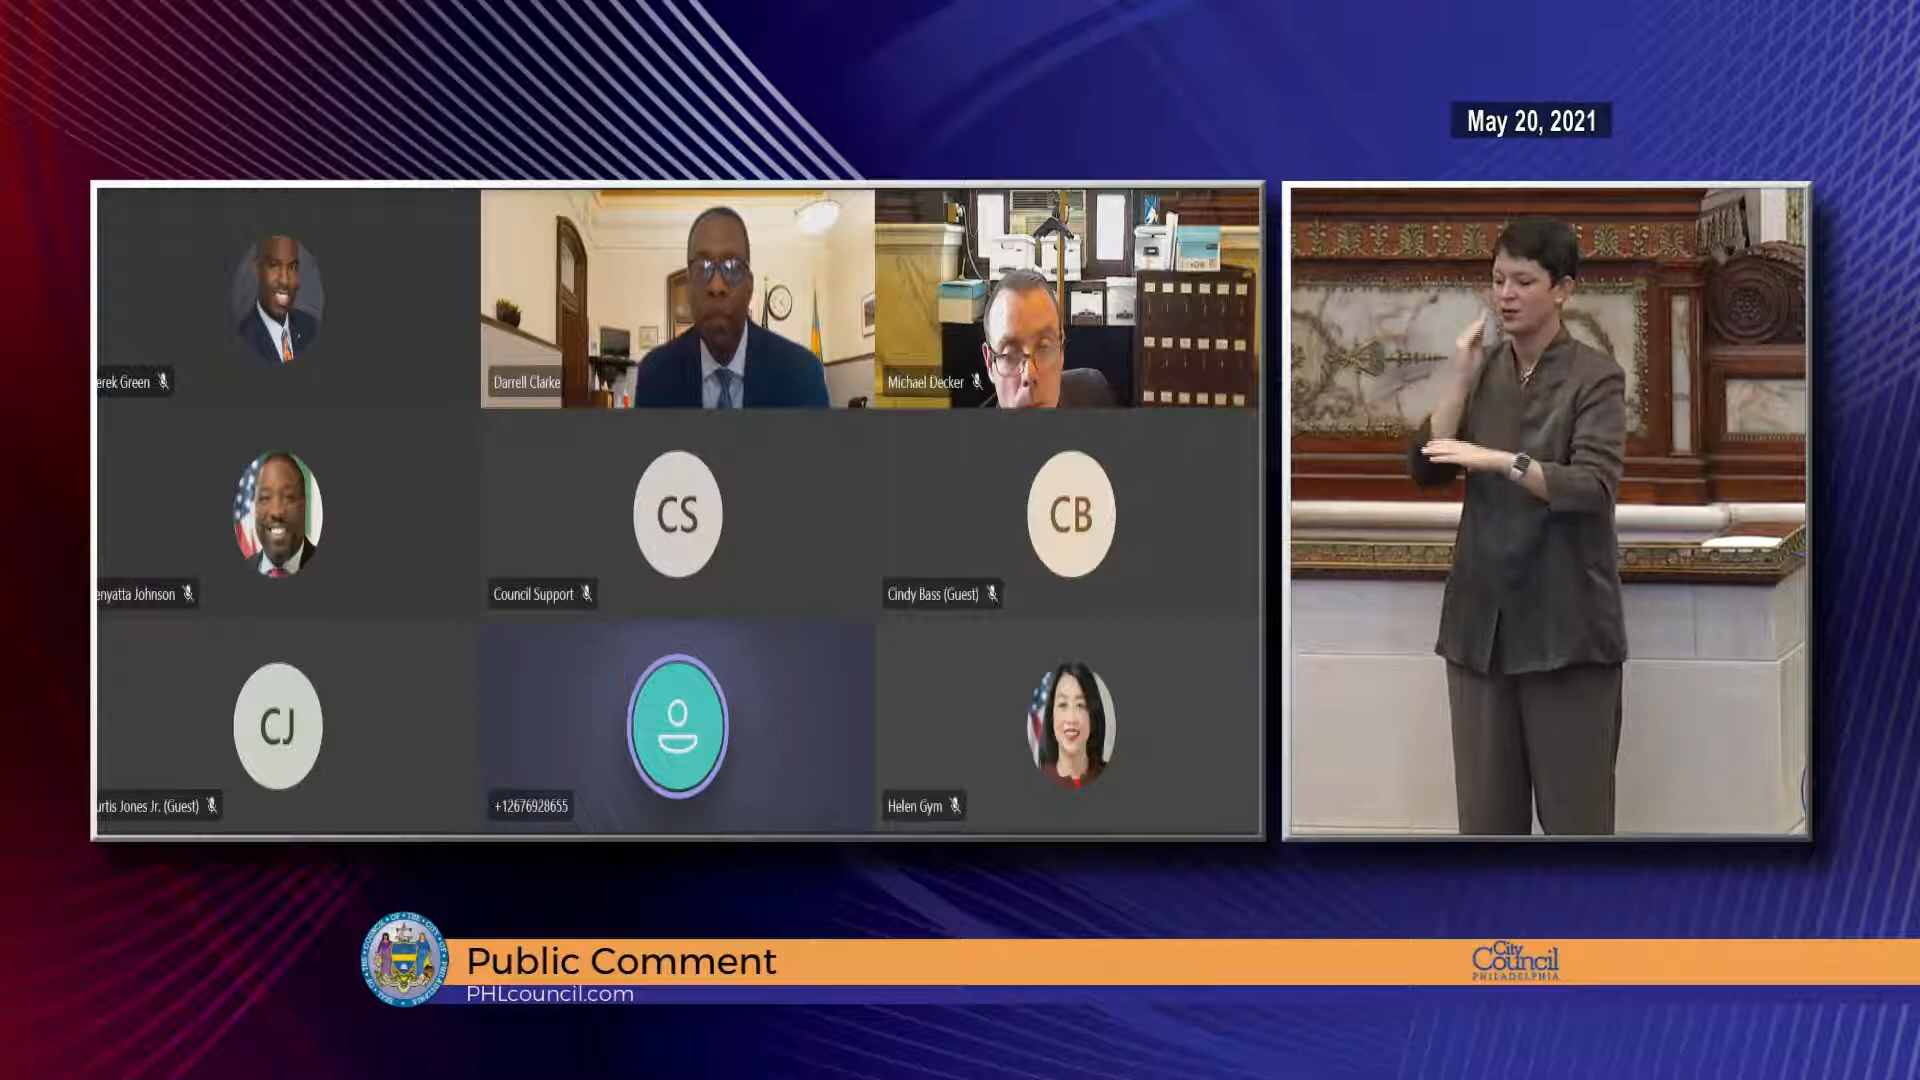 May 20, 2021
erek Green
Darrell Clarke
Michael Decker
CS
CB
enyatta Johnson
Council Support
Cindy Bass (Guest)
CJ
urtis Jones Jr. (Guest)
+12676928655
Helen Gym
Public Comment
City
Council
PHILADELPHIA
PHLcouncil.com